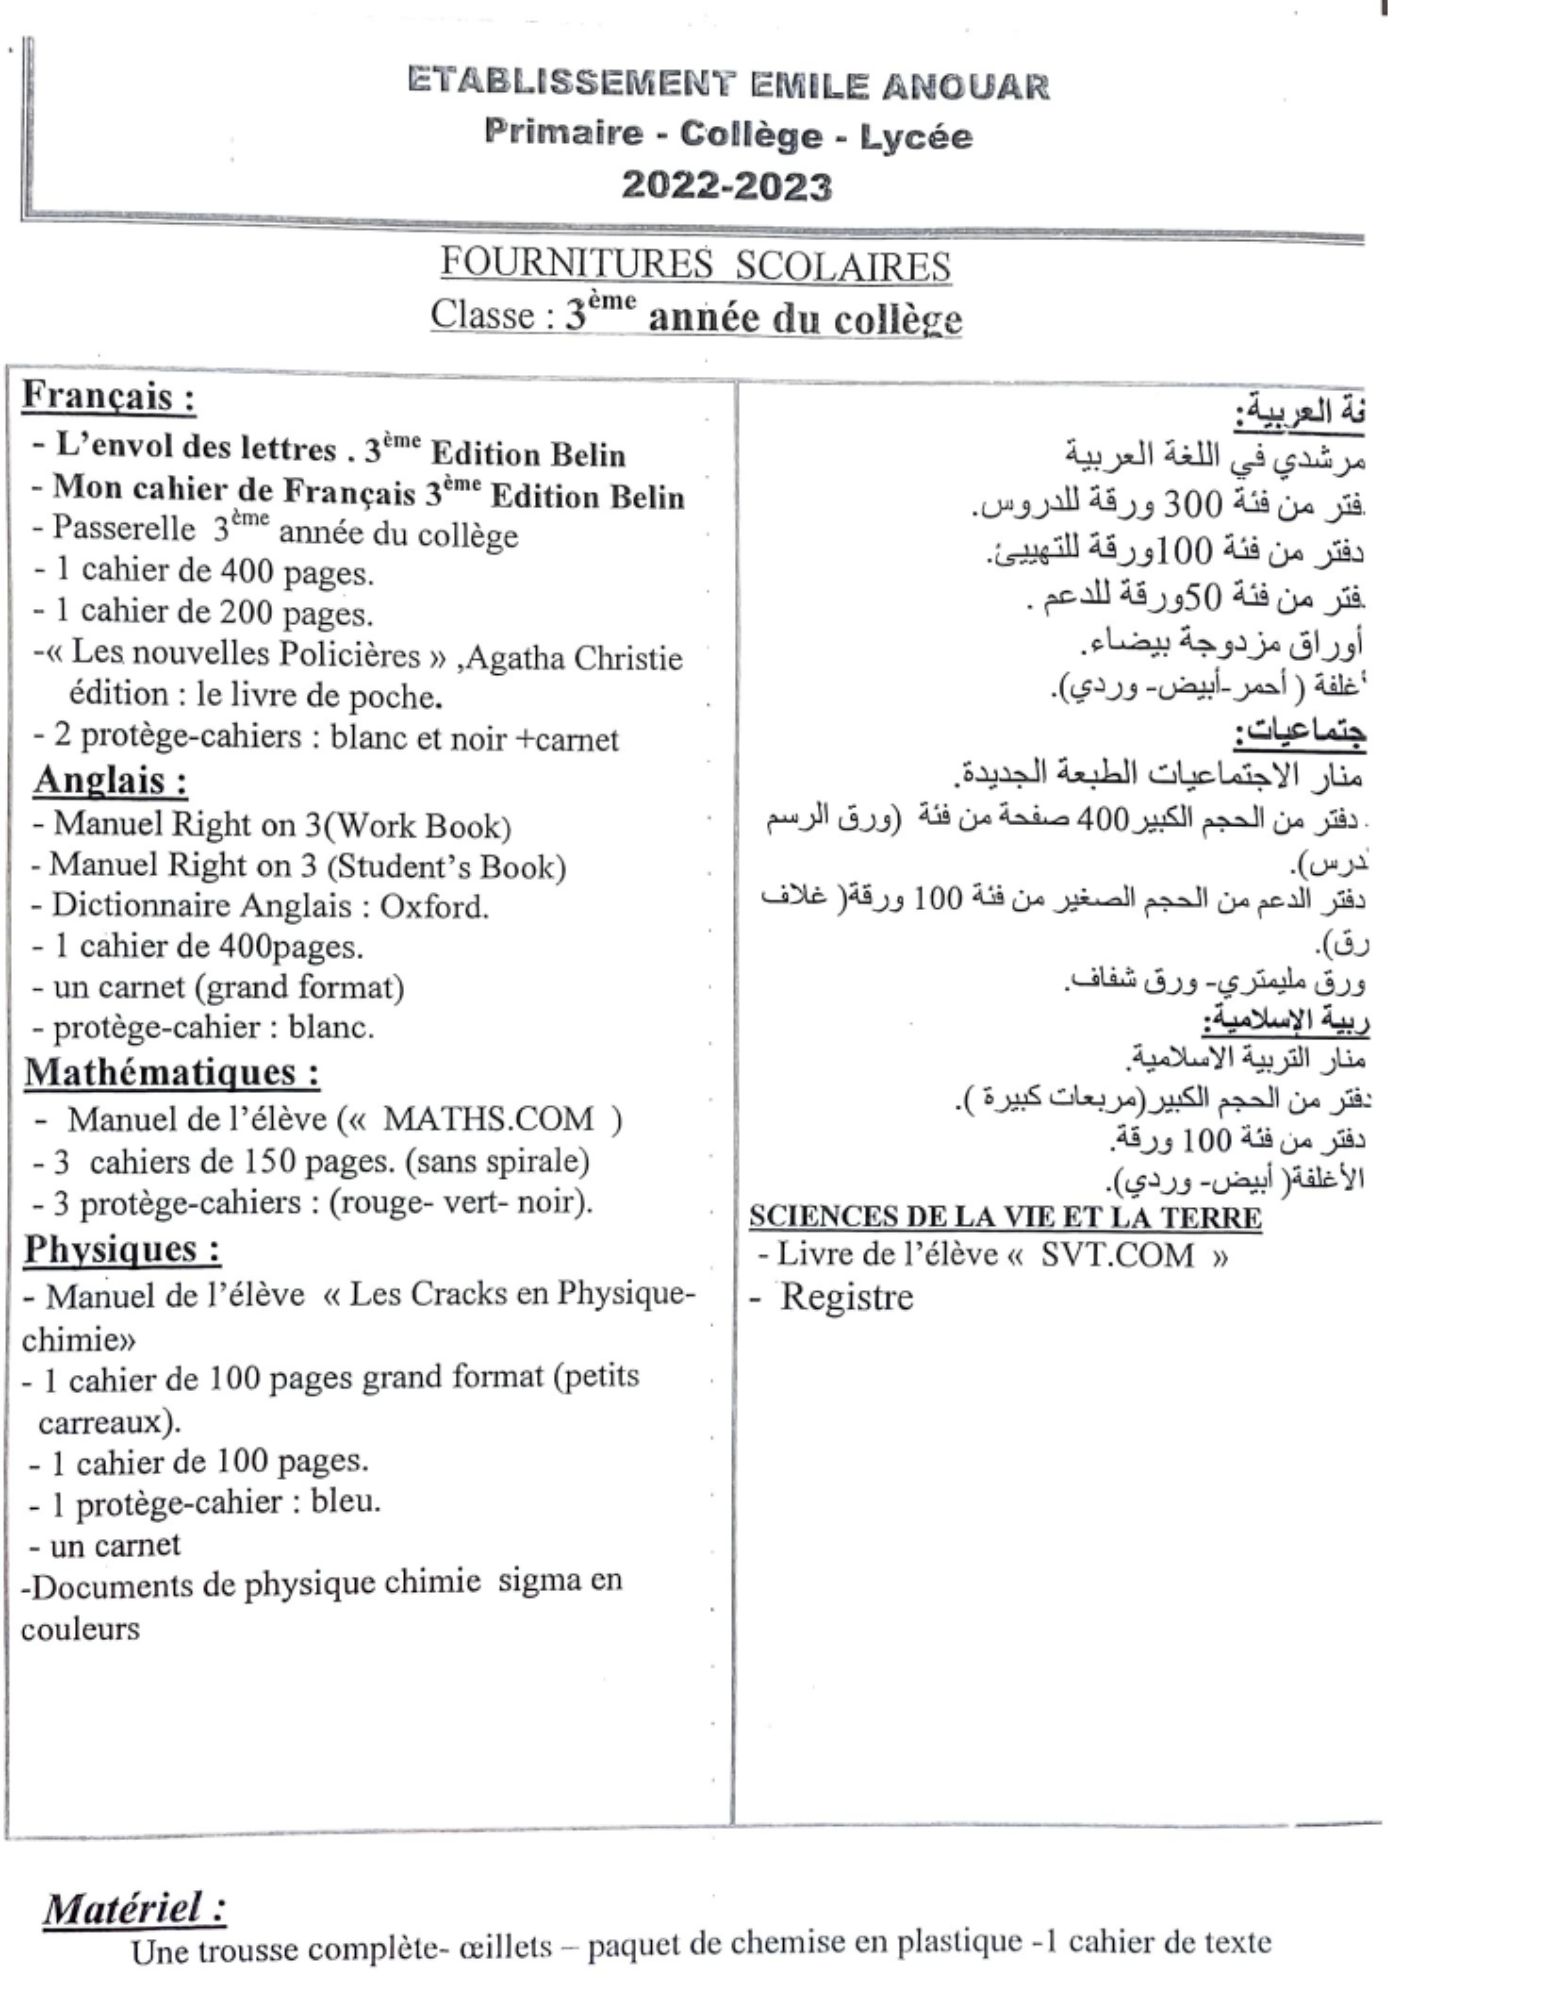 ETABLISSEMENT EMILE ANOUAR
Primaire - Collège - Lycée
2022-2023
FOURNITURES SCOLAIRES
Classe : 3ème année du collège
Français :
- L'envol des lettres . 3ème Edition Belin
- Mon cahier de Français 3ème Edition Belin
- Passerelle 3ème année du collège
- 1 cahier de 400 pages.
- 1 cahier de 200 pages.
-« Les nouvelles Policières » ,Agatha Christie
édition : le livre de poche.
- 2 protège-cahiers : blanc et noir +carnet
Anglais :
- Manuel Right on 3(Work Book)
- Manuel Right on 3 (Student's Book)
- Dictionnaire Anglais : Oxford.
- 1 cahier de 400pages.
- un carnet (grand format)
- protège-cahier : blanc.
Mathématiques :
- Manuel de l'élève (« MATHS.COM )
- 3 cahiers de 150 pages. (sans spirale)
- 3 protège-cahiers : (rouge- vert- noir).
Physiques :
- Manuel de l'élève « Les Cracks en Physique-
chimie»
- 1 cahier de 100 pages grand format (petits
carreaux).
- 1 cahier de 100 pages.
- 1 protège-cahier : bleu.
- un carnet
-Documents de physique chimie sigma en
couleurs
العربية:
مرشدي في اللغة العربية
فتر من فئة 300 ورقة للدروس.
دفتر من فئة 100ورقة للتهييئ.
فتر من فئة 50ورقة للدعم .
أوراق مزدوجة بيضاء.
غلفة ( أحمر-أبيض- وردي).
جتماعيات:
منار الاجتماعيات الطبعة الجديدة.
دفتر من الحجم الكبير400 صفحة من فئة (ورق الرسم
درس).
دفتر الدعم من الحجم الصغير من فئة 100 ورقة( غلاف
رق).
ورق مليمتري- ورق شفاف.
ربية الإسلامية:
منار التربية الاسلامية.
دفتر من الحجم الكبير(مربعات كبيرة ).
دفتر من فئة 100 ورقة.
الأغلفة( أبيض- وردي).
SCIENCES DE LA VIE ET LA TERRE
- Livre de l'élève « SVT.COM »
- Registre
Matériel :
Une trousse complète- œillets – paquet de chemise en plastique -1 cahier de texte